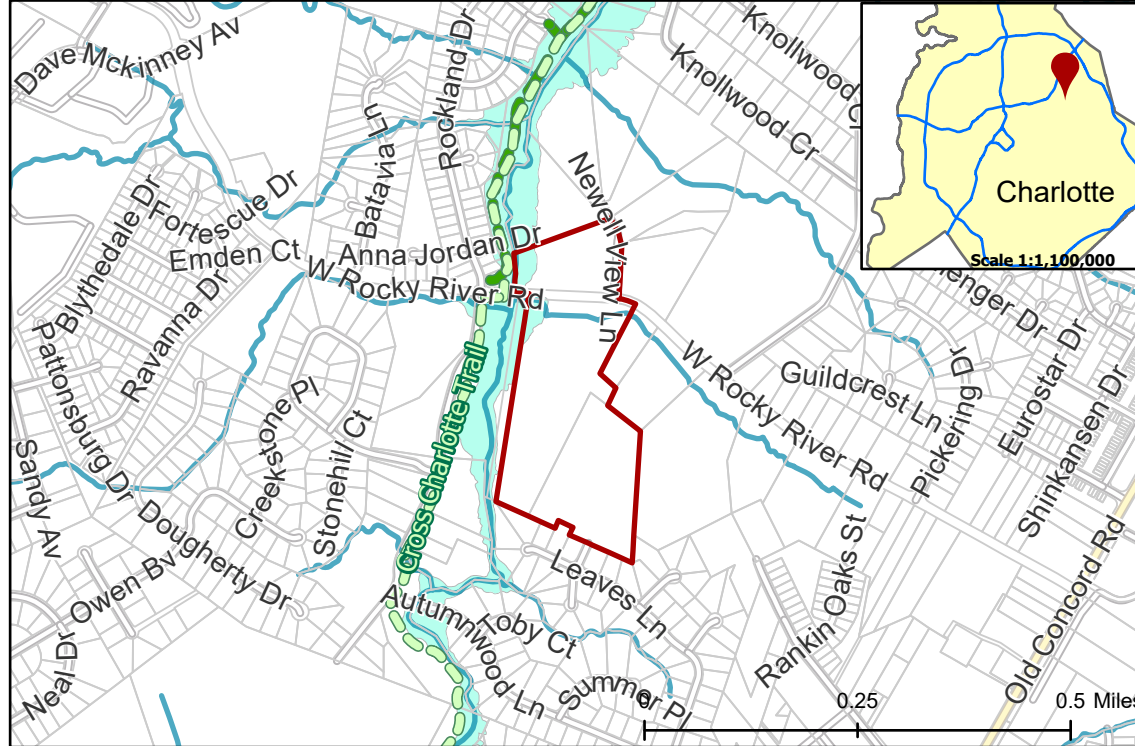 Dave Mckinney Av
Rockland Dr
Batavia Ln
Knollwood Cr
Knollwood C
Charlotte
Scale 1:1,100,000
Blythedale Dr
Fortescue Dr
Emden Ct
Anna Jordan Dr
W Rocky River Rd
Newell View Ln
Ravanna Dr
Pattonsburg Dr
Creekstone Pl
Stonehill Ct
Cross Charlotte Trail
W Rocky River Rd
Guildcrest Ln
Pickering Dr
enger Dr
Eurostar Dr
Shinkansen Dr
Sandy Av
Dougherty Dr
Owen Bv
Neal Dr
Leaves Ln
Autumnwood Ln
Toby Ct
Summer Pl
Rankin Oaks St
Old Concord Rd
0
0.25
0.5 Miles